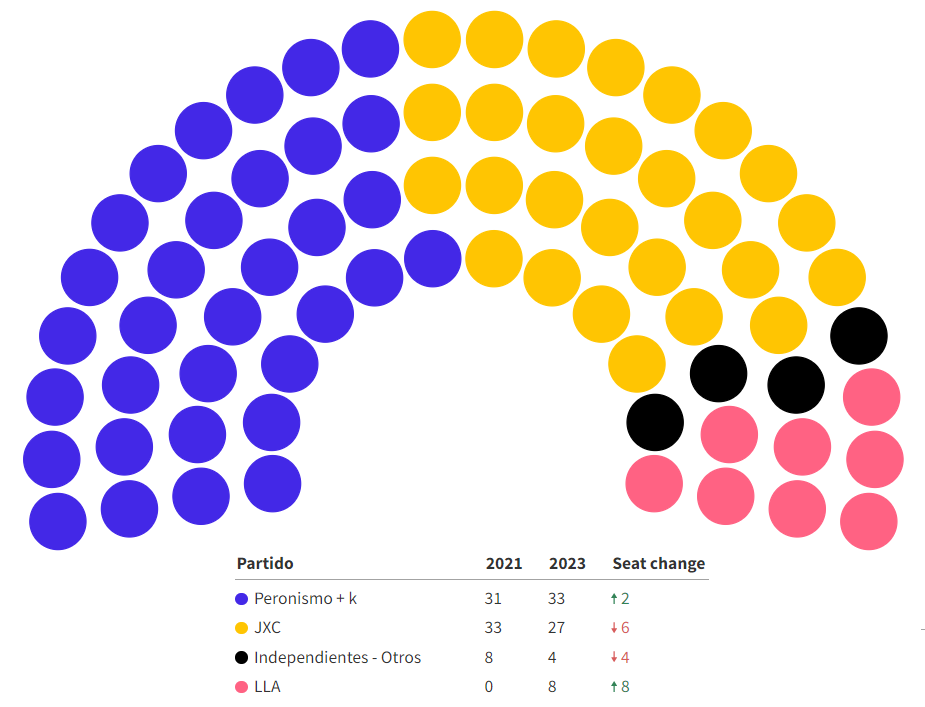 Partido 2021 2023 Seat change
Peronismo + k 31 33 ↑ 2
JXC 33 27 ↓ 6
Independientes - Otros 8 4 ↓ 4
LLA 0 8 ↑ 8